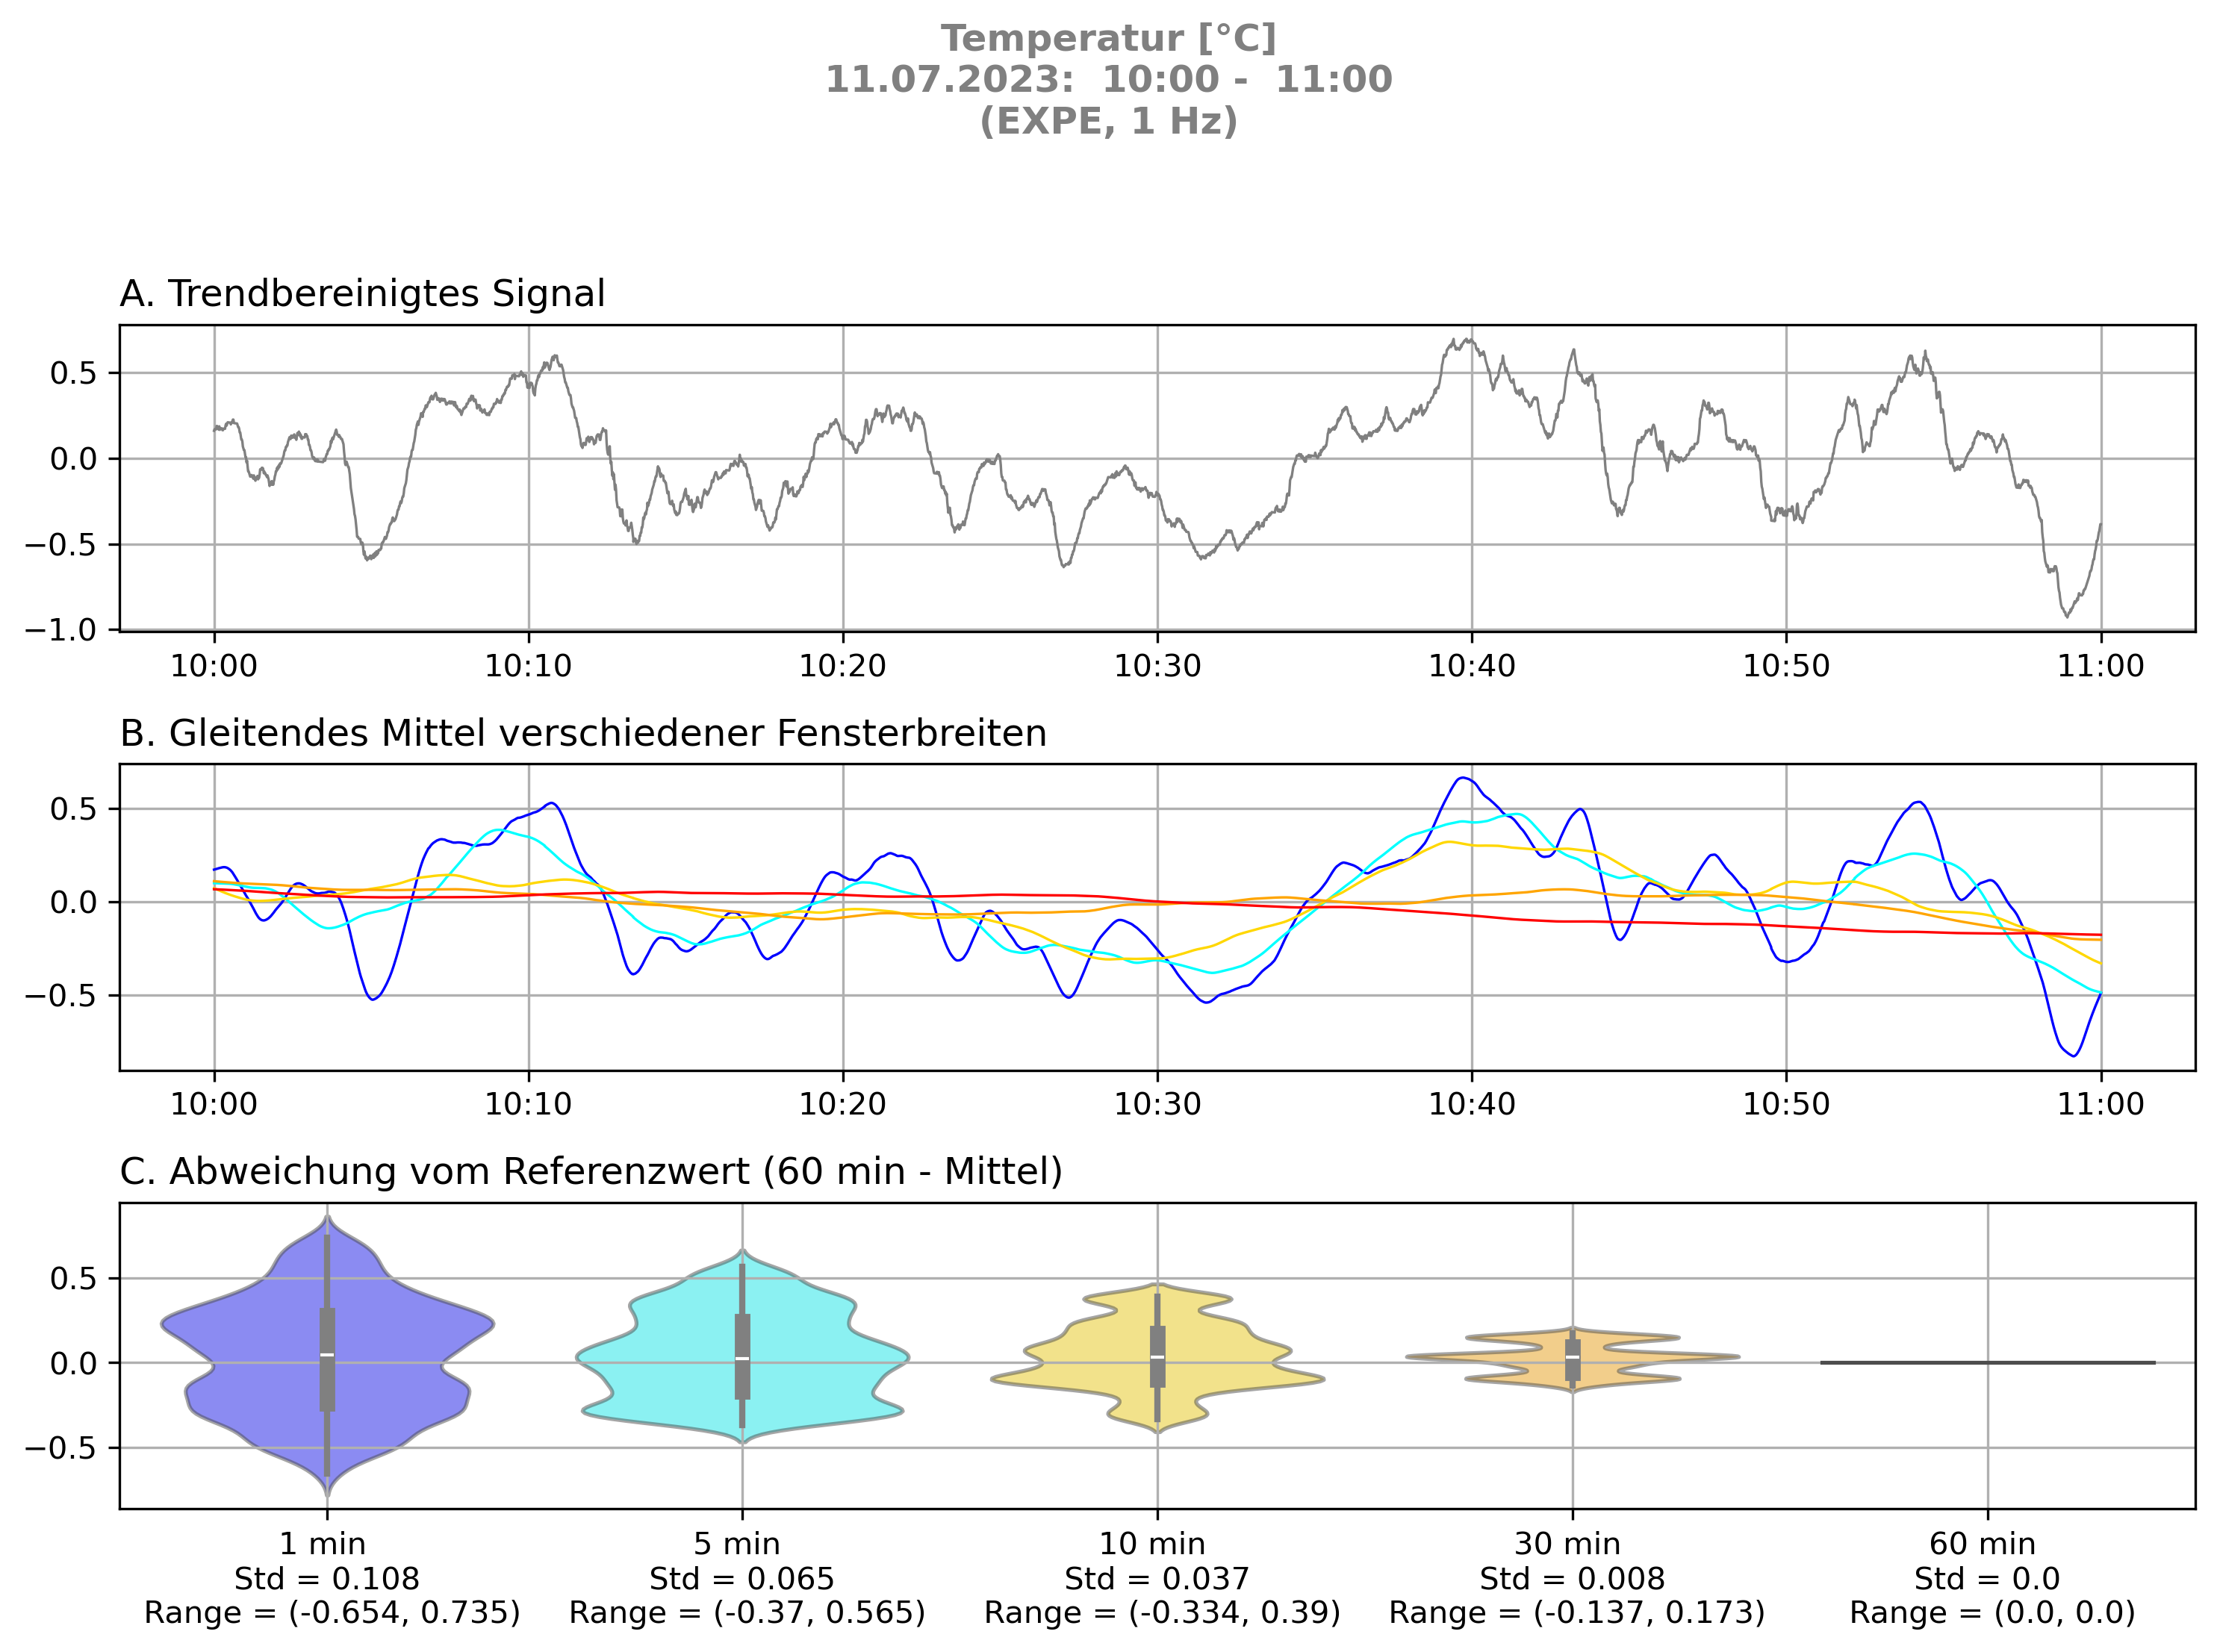 Temperatur [°C]
11.07.2023:  10:00 -  11:00
(EXPE, 1 Hz)
A. Trendbereinigtes Signal
0.5
0.0
−0.5
−1.0
10:00 10:10 10:20 10:30 10:40 10:50 11:00
B. Gleitendes Mittel verschiedener Fensterbreiten
0.5
0.0
−0.5
10:00 10:10 10:20 10:30 10:40 10:50 11:00
C. Abweichung vom Referenzwert (60 min - Mittel)
0.5
0.0
−0.5
1 min 5 min 10 min 30 min 60 min
Std = 0.108 Std = 0.065 Std = 0.037 Std = 0.008 Std = 0.0
Range = (-0.654, 0.735) Range = (-0.37, 0.565) Range = (-0.334, 0.39) Range = (-0.137, 0.173) Range = (0.0, 0.0)